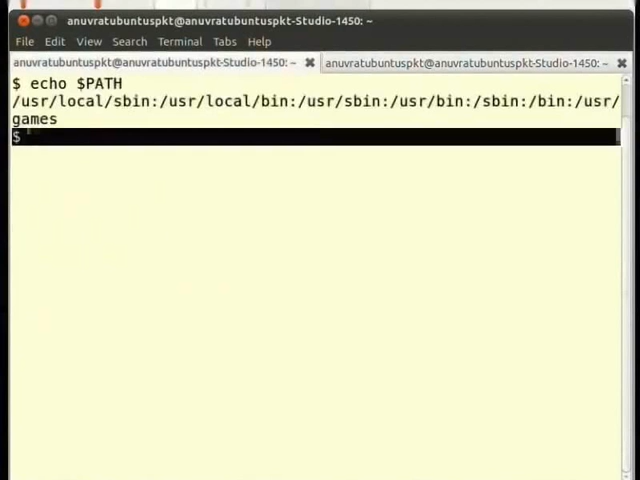 anuvratubuntuspkt@anuvratubuntuspkt-Studio-1450: ~
File Edit View Search Terminal Tabs Help
anuvratubuntuspkt@anuvratubuntuspkt-Studio-1450: ~ anuvratubuntuspkt@anuvratubuntuspkt-Studio-1450: ~
$ echo $PATH
/usr/local/sbin:/usr/local/bin:/usr/sbin:/usr/bin:/sbin:/bin:/usr/
games
$